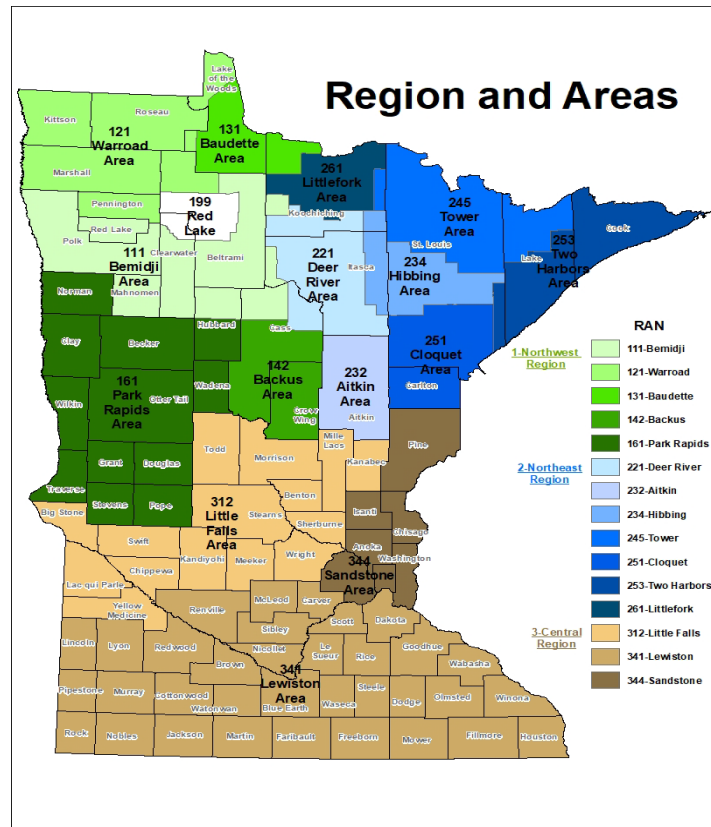 Region and Areas
Lake
of the
Woods
Kittson
Roseau
121
Warroad
Area
131
Baudette
Area
Marshall
261
Littlefork
Area
Pennington
199
Red
Lake
Koochiching
245
Tower
Area
Red Lake
Polk
111
Bemidji
Area
Clearwater
Beltrami
St. Louis
Cook
Lake
253
Two
Harbors
Area
221
Deer
River
Area
Itasca
234
Hibbing
Area
Norman
Mahnomen
Hubbard
Cass
Clay
Becker
251
Cloquet
Area
142
Backus
Area
Wadena
161
Park
Rapids
Area
Otter Tail
Wilkin
232
Aitkin
Area
Carlton
Crow
Wing
Aitkin
Grant
Douglas
Todd
Morrison
Mille
Lacs
Kanabec
Pine
Traverse
Stevens
Pope
312
Little
Falls
Area
Stearns
Benton
Sherburne
Isanti
Chisago
Big Stone
Swift
Kandiyohi
Meeker
Wright
Anoka
Washington
344
Sandstone
Area
Chippewa
Lac qui Parle
Yellow
Medicine
Renville
McLeod
Carver
Scott
Dakota
Sibley
Lincoln
Lyon
Redwood
Nicollet
Le
Sueur
Rice
Goodhue
Wabasha
Brown
341
Lewiston
Area
Pipestone
Murray
Cottonwood
Watonwan
Blue Earth
Waseca
Steele
Dodge
Olmsted
Winona
Rock
Nobles
Jackson
Martin
Faribault
Freeborn
Mower
Fillmore
Houston
RAN
1-Northwest
Region
111-Bemidji
121-Warroad
131-Baudette
142-Backus
161-Park Rapids
2-Northeast
Region
221-Deer River
232-Aitkin
234-Hibbing
245-Tower
251-Cloquet
253-Two Harbors
261-Littlefork
3-Central
Region
312-Little Falls
341-Lewiston
344-Sandstone